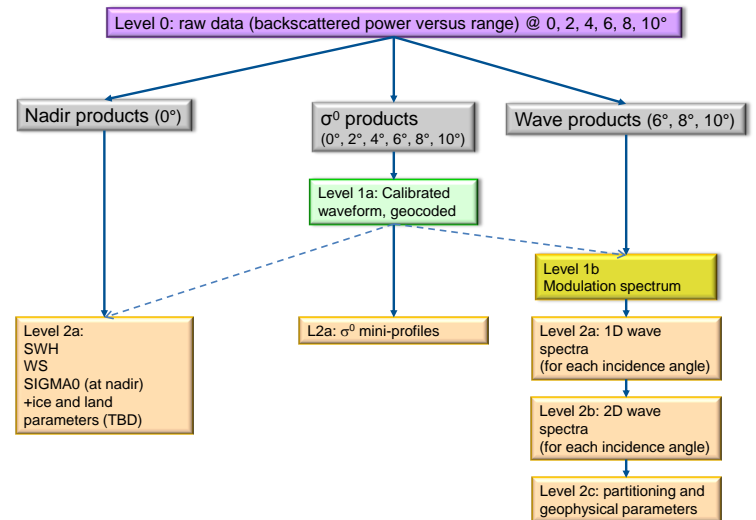 Level 0: raw data (backscattered power versus range) @ 0, 2, 4, 6, 8, 10°
Nadir products (0°)
σ⁰ products
(0°, 2°, 4°, 6°, 8°, 10°)
Wave products (6°, 8°, 10°)
Level 1a: Calibrated
waveform, geocoded
Level 1b
Modulation spectrum
Level 2a:
SWH
WS
SIGMA0 (at nadir)
+ice and land
parameters (TBD)
L2a: σ⁰ mini-profiles
Level 2a: 1D wave
spectra
(for each incidence angle)
Level 2b: 2D wave
spectra
(for each incidence angle)
Level 2c: partitioning and
geophysical parameters